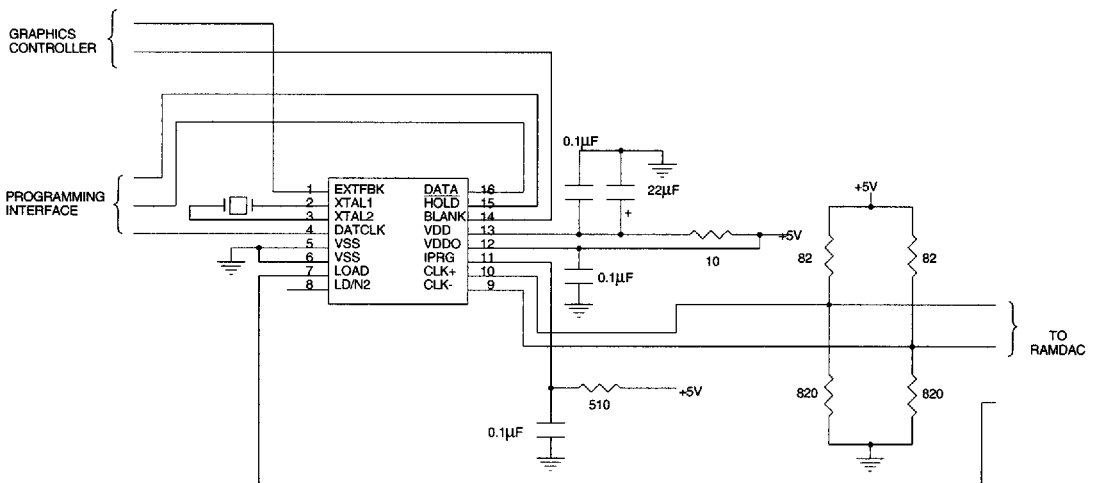 GRAPHICS
CONTROLLER
PROGRAMMING
INTERFACE
1 EXTFBK DATA 16
2 XTAL1 HOLD 15
3 XTAL2 BLANK 14
4 DATCLK VDD 13
5 VSS VDDO 12
6 VSS IPRG 11
7 LOAD CLK+ 10
8 LD/N2 CLK- 9
0.1µF
22µF
+
10
+5V
0.1µF
510
+5V
0.1µF
+5V
82
82
820
820
TO
RAMDAC